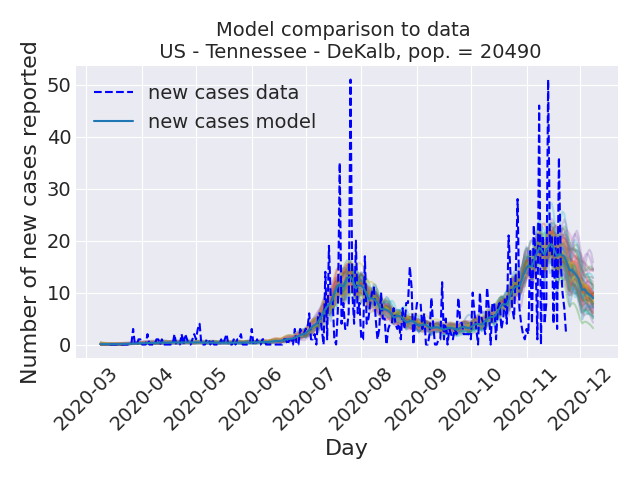 Model comparison to data
US - Tennessee - DeKalb, pop. = 20490
Number of new cases reported
50
40
30
20
10
0
new cases data
new cases model
2020-03
2020-04
2020-05
2020-06
2020-07
2020-08
2020-09
2020-10
2020-11
2020-12
Day